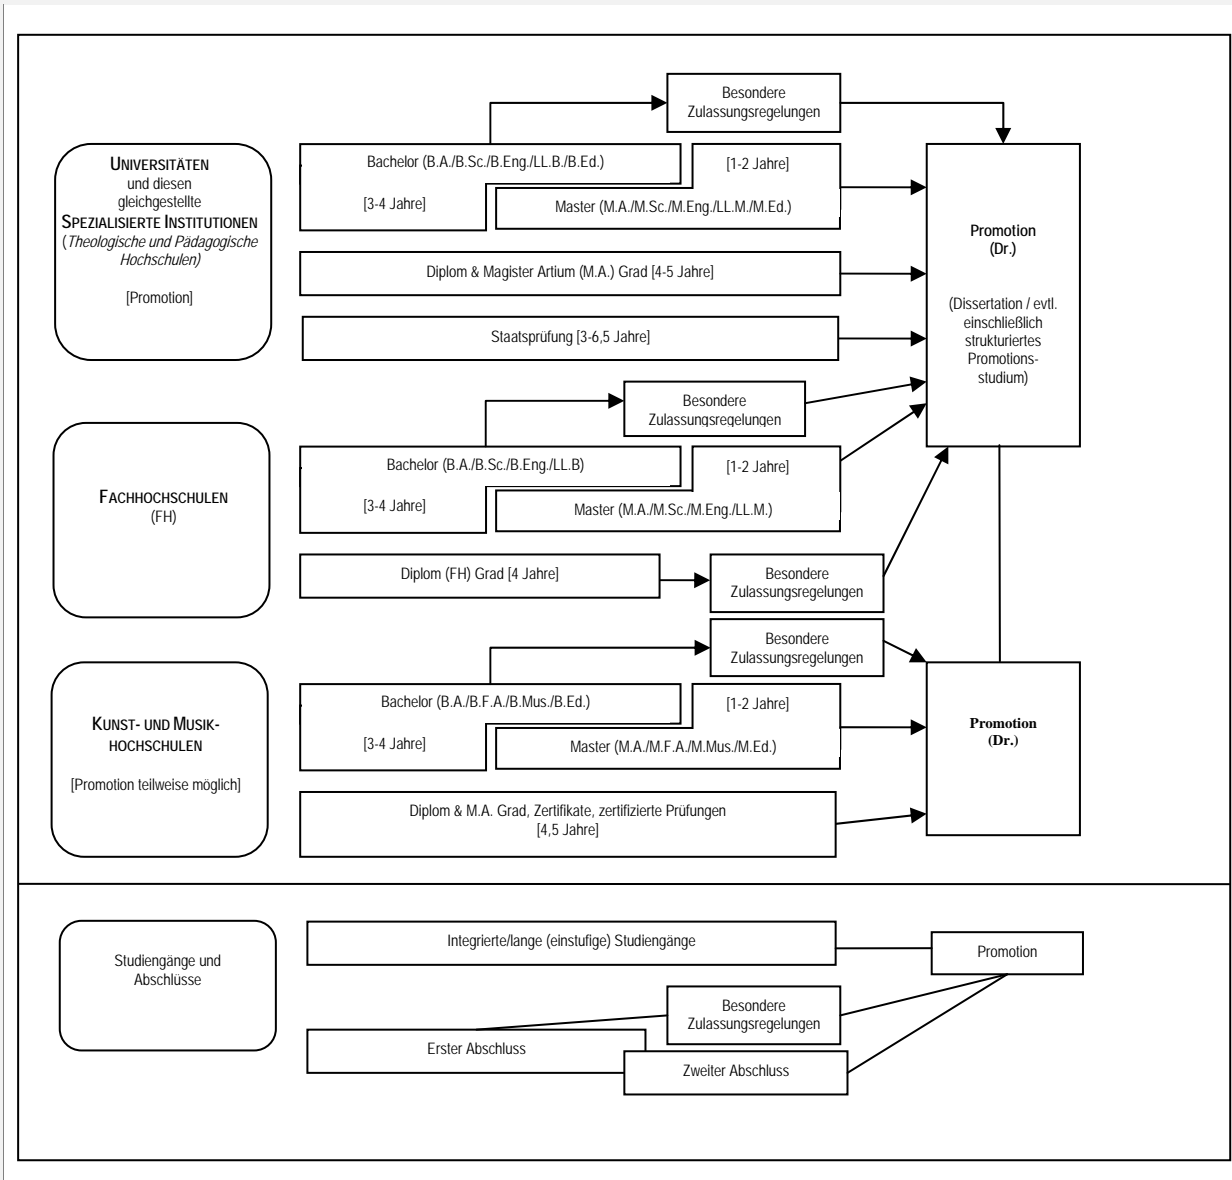 Besondere
Zulassungsregelungen
UNIVERSITÄTEN
und diesen
gleichgestellte
SPEZIALISIERTE INSTITUTIONEN
(Theologische und Pädagogische
Hochschulen)
[Promotion]
Bachelor (B.A./B.Sc./B.Eng./LL.B./B.Ed.)
[3-4 Jahre]
[1-2 Jahre]
Master (M.A./M.Sc./M.Eng./LL.M./M.Ed.)
Diplom & Magister Artium (M.A.) Grad [4-5 Jahre]
Staatsprüfung [3-6,5 Jahre]
Promotion
(Dr.)
(Dissertation / evtl.
einschließlich
strukturiertes
Promotions-
studium)
Besondere
Zulassungsregelungen
FACHHOCHSCHULEN
(FH)
Bachelor (B.A./B.Sc./B.Eng./LL.B)
[3-4 Jahre]
[1-2 Jahre]
Master (M.A./M.Sc./M.Eng./LL.M.)
Diplom (FH) Grad [4 Jahre]
Besondere
Zulassungsregelungen
Besondere
Zulassungsregelungen
KUNST- UND MUSIK-
HOCHSCHULEN
[Promotion teilweise möglich]
Bachelor (B.A./B.F.A./B.Mus./B.Ed.)
[3-4 Jahre]
[1-2 Jahre]
Master (M.A./M.F.A./M.Mus./M.Ed.)
Diplom & M.A. Grad, Zertifikate, zertifizierte Prüfungen
[4,5 Jahre]
Promotion
(Dr.)
Studiengänge und
Abschlüsse
Integrierte/lange (einstufige) Studiengänge
Promotion
Besondere
Zulassungsregelungen
Erster Abschluss
Zweiter Abschluss